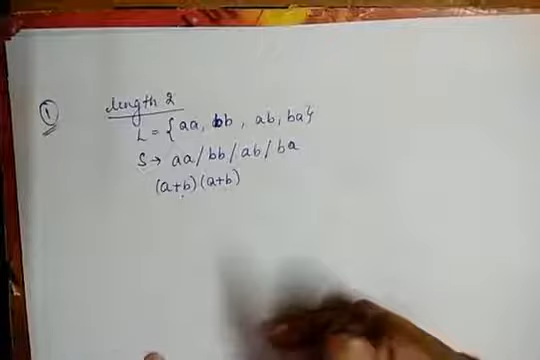 ① length 2
L = { aa, bb, ab, ba}
S → aa / bb / ab / ba
(a+b)(a+b)